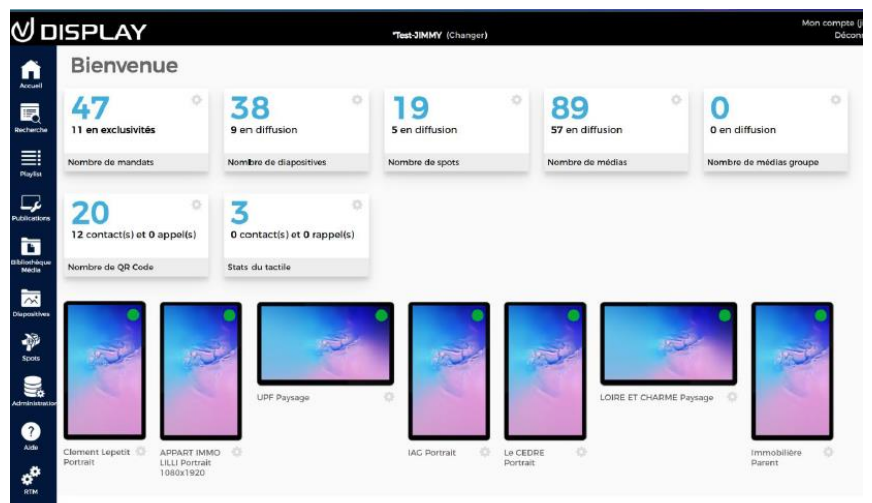 DISPLAY
*Test-JIMMY (Changer)
Mon compte (j
Décon
Bienvenue
Accueil
Recherche
Playlist
Publications
Bibliothèque
Média
Diapositives
Spots
Administration
Aide
RTM
47
11 en exclusivités
Nombre de mandats
38
9 en diffusion
Nombre de diapositives
19
5 en diffusion
Nombre de spots
89
57 en diffusion
Nombre de médias
0
0 en diffusion
Nombre de médias groupe
20
12 contact(s) et 0 appel(s)
Nombre de QR Code
3
0 contact(s) et 0 rappel(s)
Stats du tactile
Clement Lepetit
Portrait
APPART IMMO
LILLI Portrait
1080x1920
UPF Paysage
IAG Portrait
Le CEDRE
Portrait
LOIRE ET CHARME Paysage
Immobilière
Parent